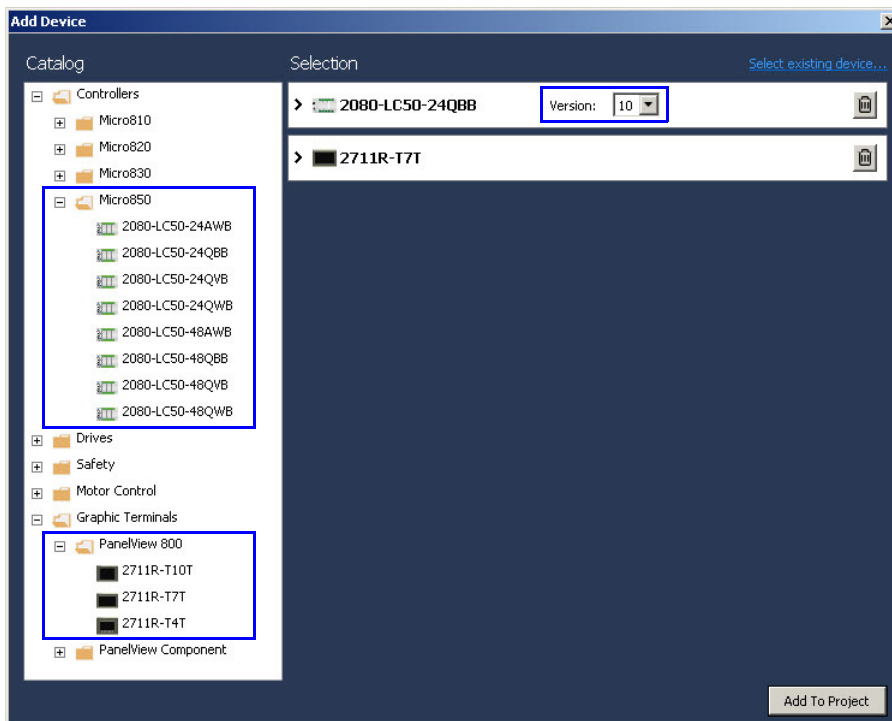 Add Device
Catalog
Controllers
Micro810
Micro820
Micro830
Micro850
2080-LC50-24AWB
2080-LC50-24QBB
2080-LC50-24QVB
2080-LC50-24QWB
2080-LC50-48AWB
2080-LC50-48QBB
2080-LC50-48QVB
2080-LC50-48QWB
Drives
Safety
Motor Control
Graphic Terminals
PanelView 800
2711R-T10T
2711R-T7T
2711R-T4T
PanelView Component
Selection
Select existing device...
2080-LC50-24QBB Version: 10
2711R-T7T
Add To Project